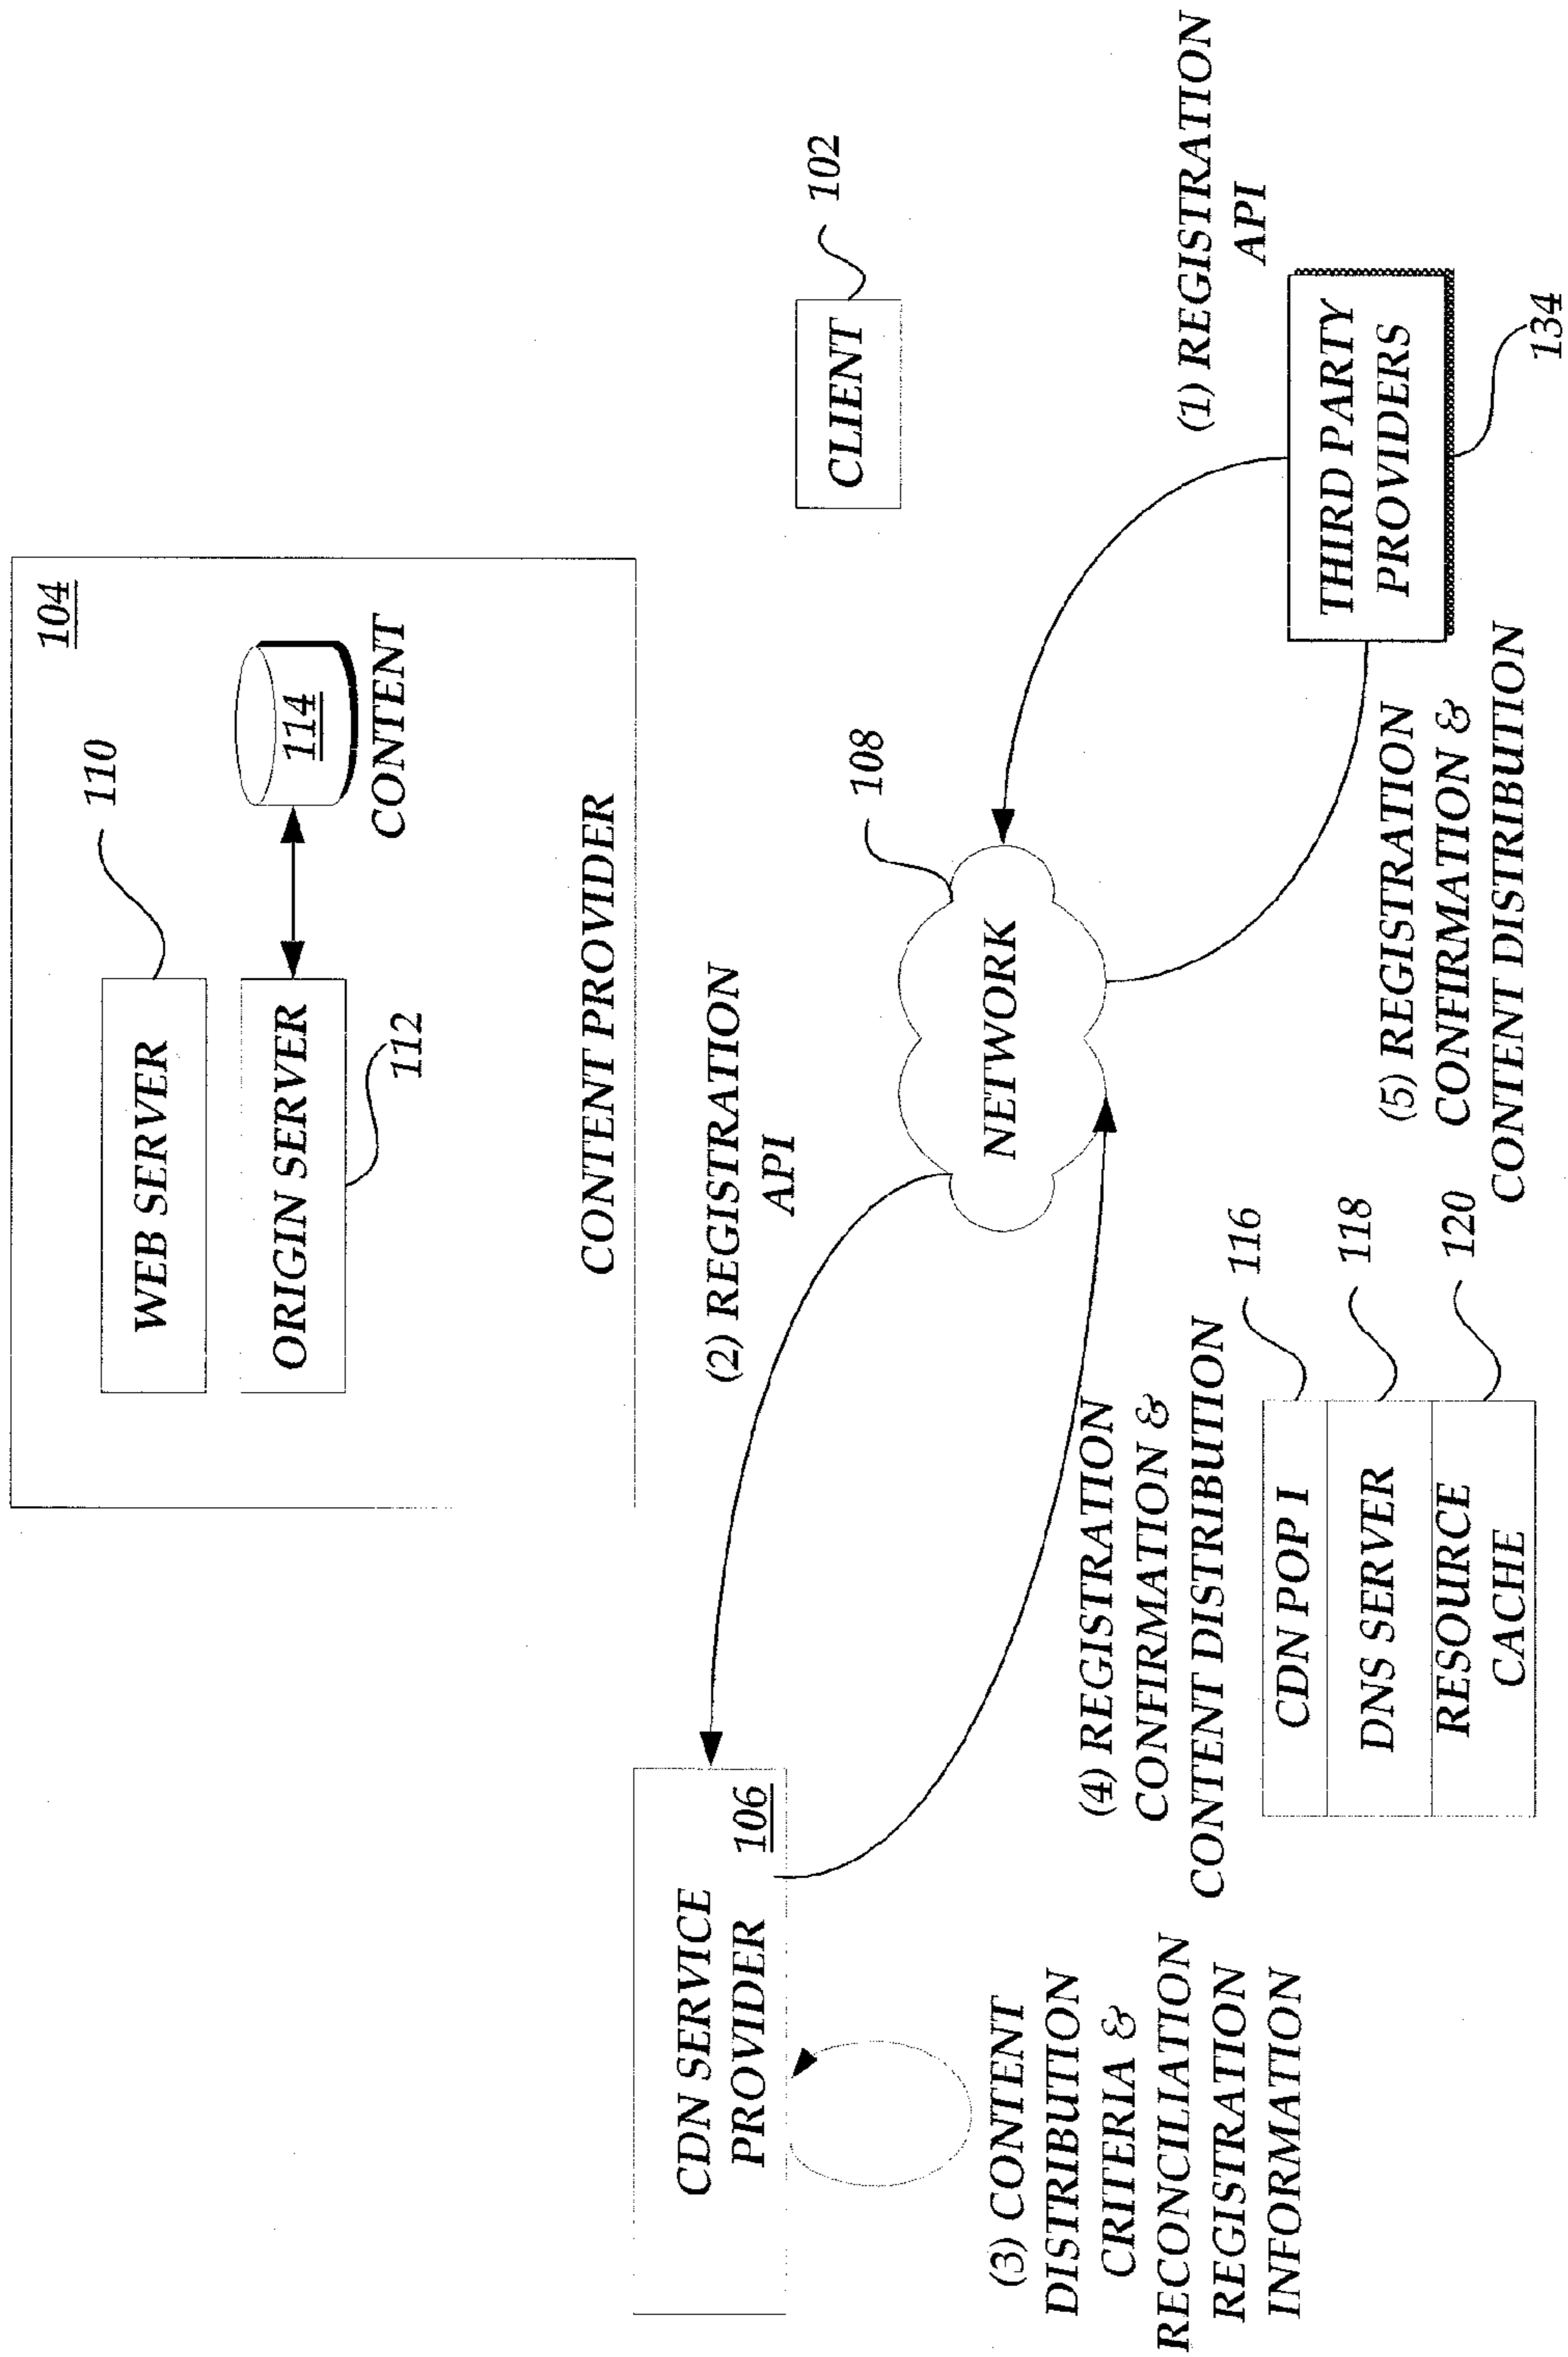 104
WEB SERVER
110
ORIGIN SERVER
112
114
CONTENT
CONTENT PROVIDER
CLIENT
102
(2) REGISTRATION
API
CDN SERVICE
PROVIDER
106
NETWORK
108
(1) REGISTRATION
API
THIRD PARTY
PROVIDERS
134
(3) CONTENT
DISTRIBUTION
CRITERIA &
RECONCILIATION
REGISTRATION
INFORMATION
(4) REGISTRATION
CONFIRMATION &
CONTENT DISTRIBUTION
CDN POP I
116
DNS SERVER
118
RESOURCE
CACHE
120
(5) REGISTRATION
CONFIRMATION &
CONTENT DISTRIBUTION